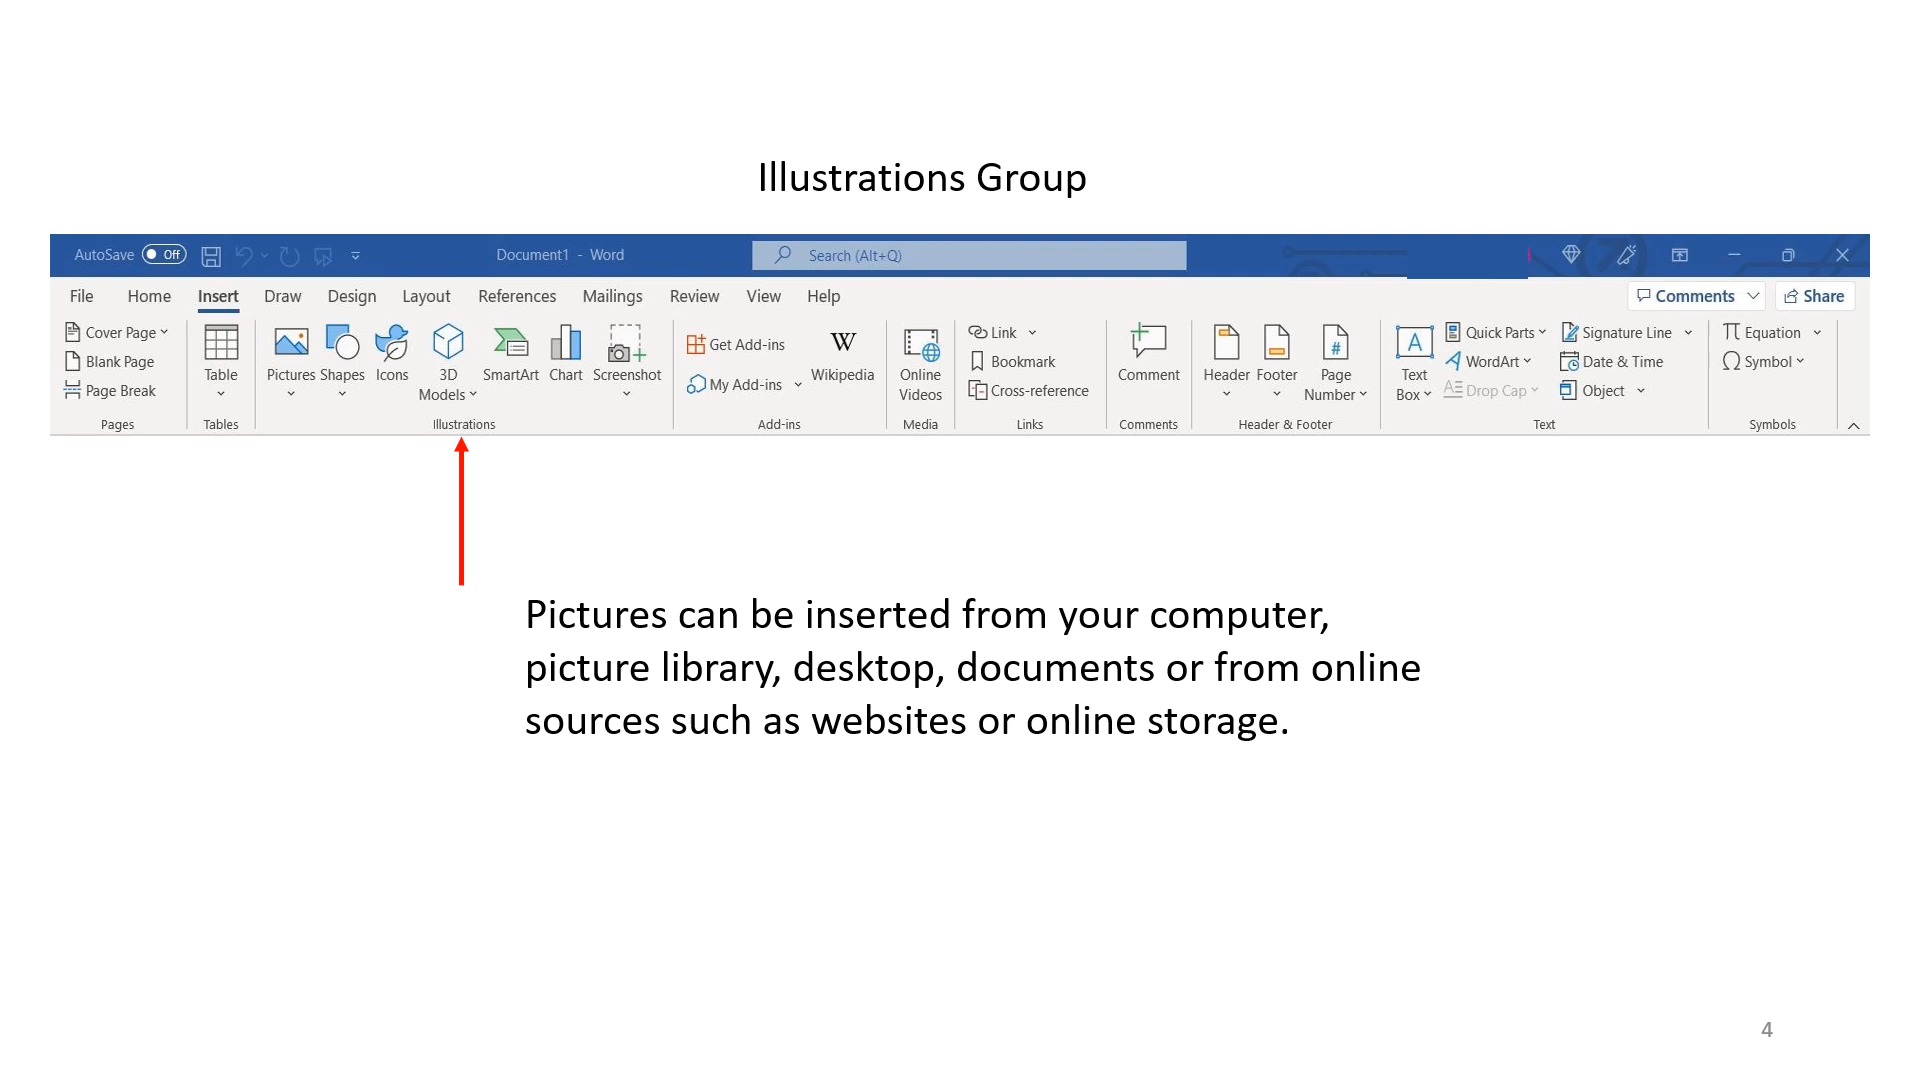 Illustrations Group
AutoSave Off Document1 - Word Search (Alt+Q)
File Home Insert Draw Design Layout References Mailings Review View Help Comments Share
Cover Page
Blank Page
Page Break
Pages
Table
Tables
Pictures Shapes Icons 3D Models SmartArt Chart Screenshot
Illustrations
Get Add-ins
My Add-ins
W
Wikipedia
Add-ins
Online
Videos
Media
Link
Bookmark
Cross-reference
Links
Comment
Comments
Header Footer Page Number
#
Header & Footer
A
Text
Box
Quick Parts
WordArt
Drop Cap
Signature Line
Date & Time
Object
Text
π Equation
Ω Symbol
Symbols
Pictures can be inserted from your computer,
picture library, desktop, documents or from online
sources such as websites or online storage.
4